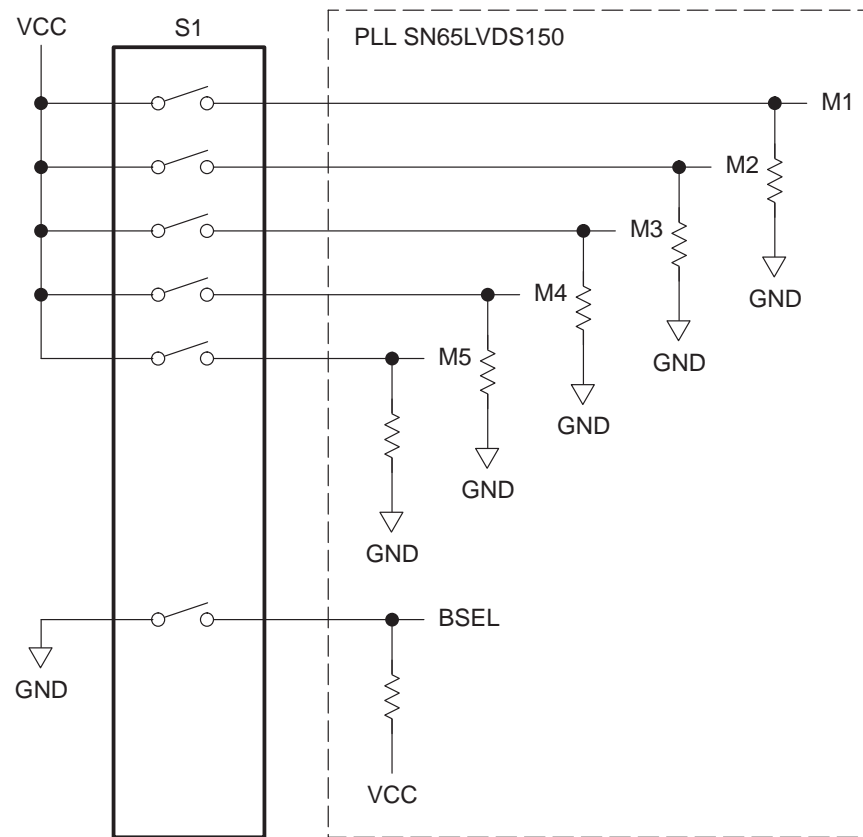 VCC
S1
PLL SN65LVDS150
M1
M2
M3
GND
M4
GND
M5
GND
GND
GND
BSEL
GND
VCC